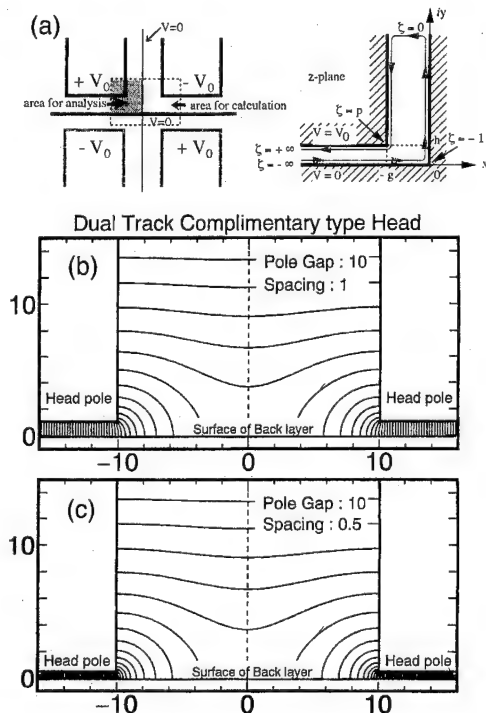 (a)
V=0
+ V₀
- V₀
area for analysis
area for calculation
V=0
- V₀
+ V₀
iy
ζ=0
z-plane
ζ=p
V = V₀
h
ζ=-1
ζ=+∞
ζ=-∞
V = 0
- g
0
x
Dual Track Complimentary type Head
(b)
Pole Gap : 10
Spacing : 1
10
Head pole
Head pole
Surface of Back layer
0
-10
0
10
(c)
Pole Gap : 10
Spacing : 0.5
10
Head pole
Head pole
Surface of Back layer
0
-10
0
10